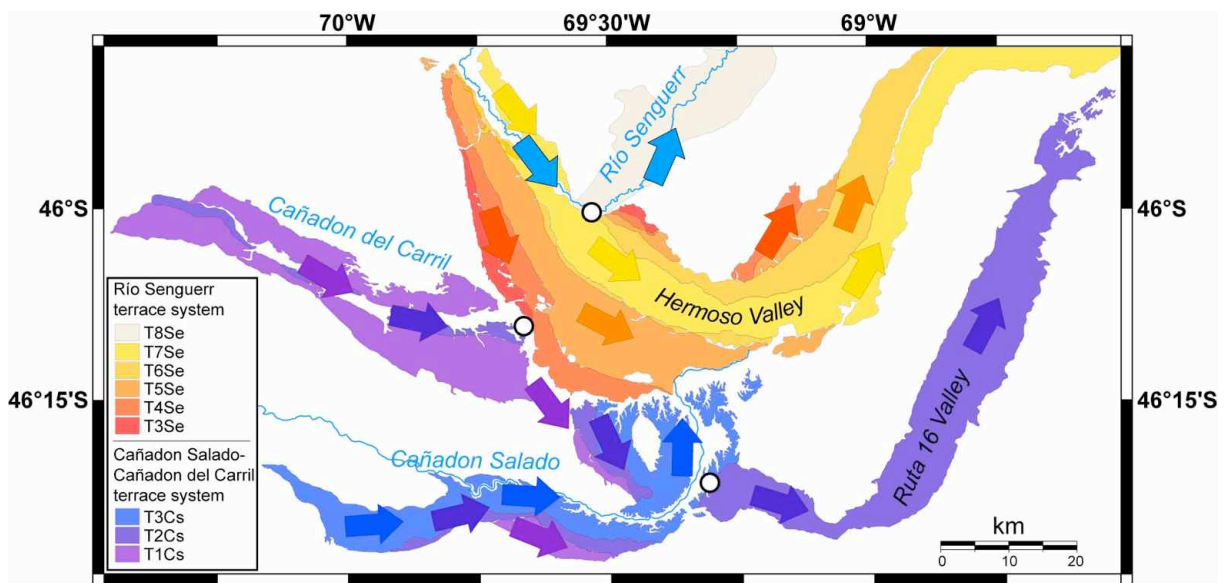 70°W
69°30'W
69°W
Río Senguerr
46°S
46°S
Cañadon del Carril
Hermoso Valley
Río Senguerr
terrace system
T8Se
T7Se
T6Se
T5Se
T4Se
T3Se
Cañadon Salado-
Cañadon del Carril
terrace system
T3Cs
T2Cs
T1Cs
46°15'S
46°15'S
Cañadon Salado
Ruta 16 Valley
km
0 10 20